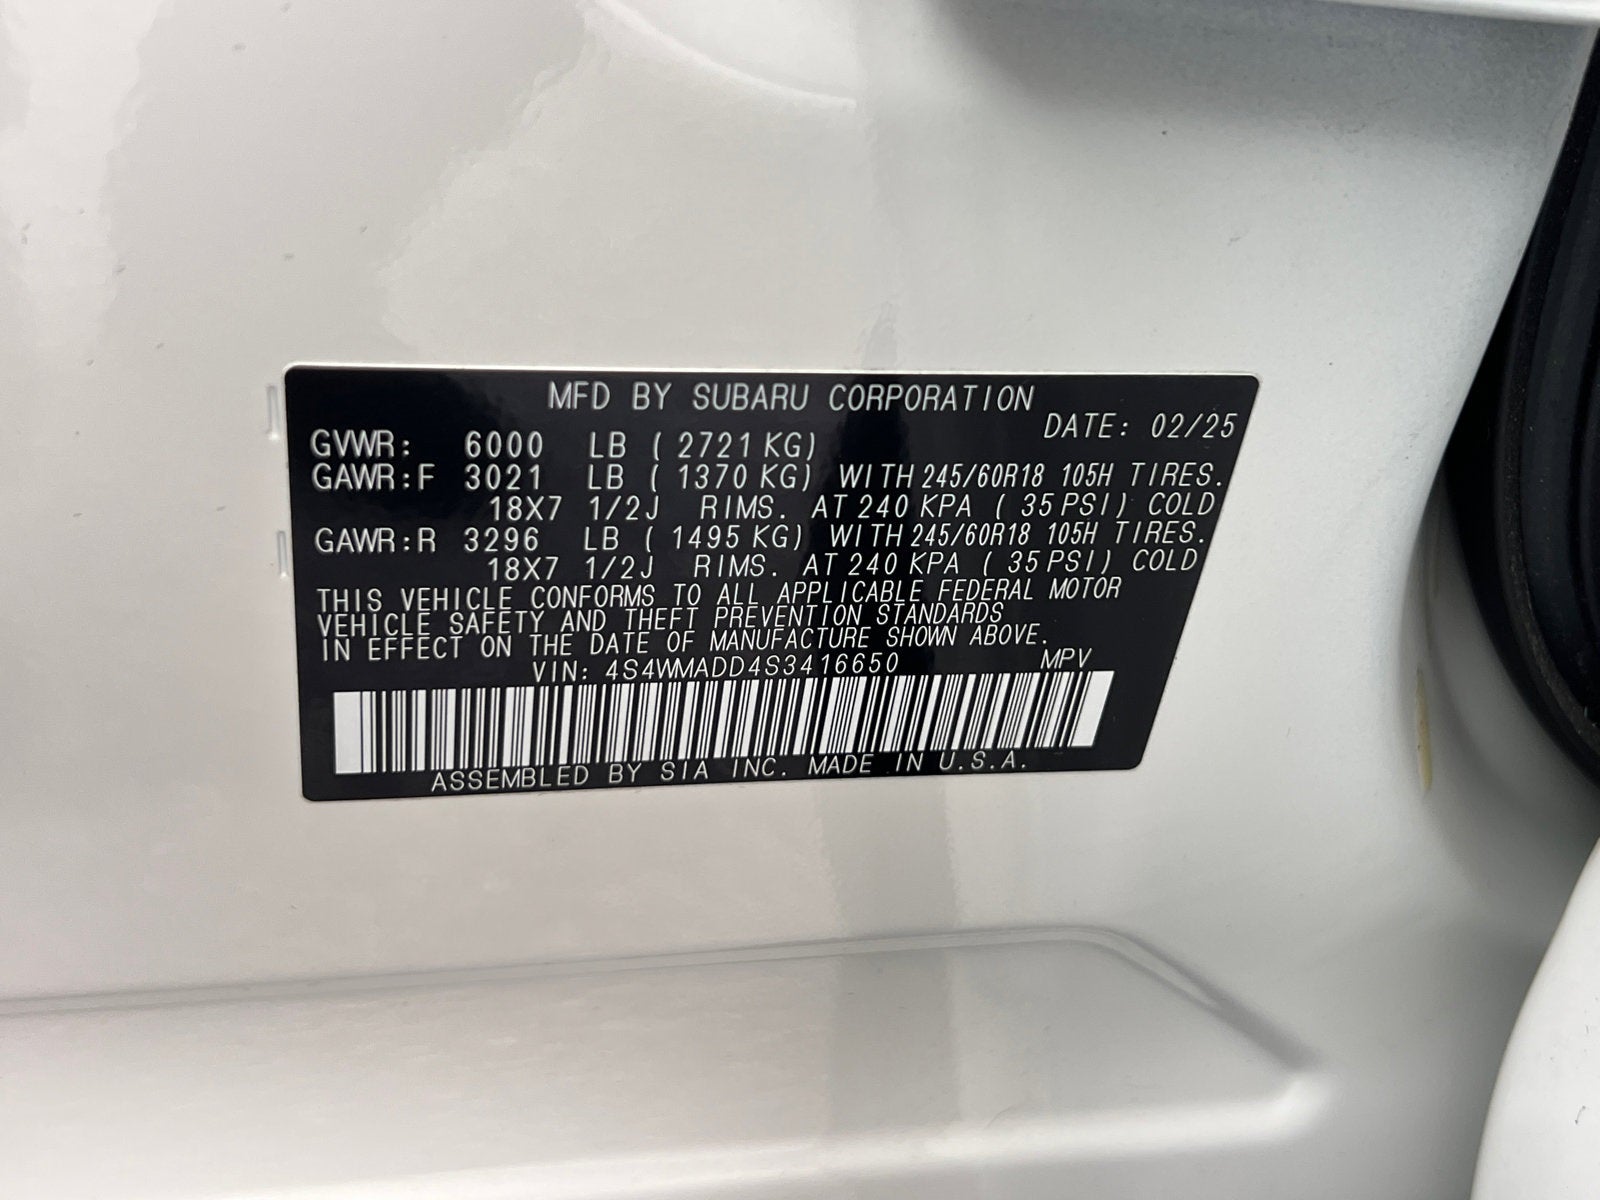 MFD BY SUBARU CORPORATION
DATE: 02/25
GVWR: 6000 LB ( 2721 KG)
GAWR:F 3021 LB ( 1370 KG) WITH 245/60R18 105H TIRES.
18X7 1/2J RIMS. AT 240 KPA ( 35 PSI) COLD
GAWR:R 3296 LB ( 1495 KG) WITH 245/60R18 105H TIRES.
18X7 1/2J RIMS. AT 240 KPA ( 35 PSI) COLD
THIS VEHICLE CONFORMS TO ALL APPLICABLE FEDERAL MOTOR
VEHICLE SAFETY AND THEFT PREVENTION STANDARDS
IN EFFECT ON THE DATE OF MANUFACTURE SHOWN ABOVE.
VIN: 4S4WMADD4S3416650 MPV
ASSEMBLED BY SIA INC. MADE IN U.S.A.